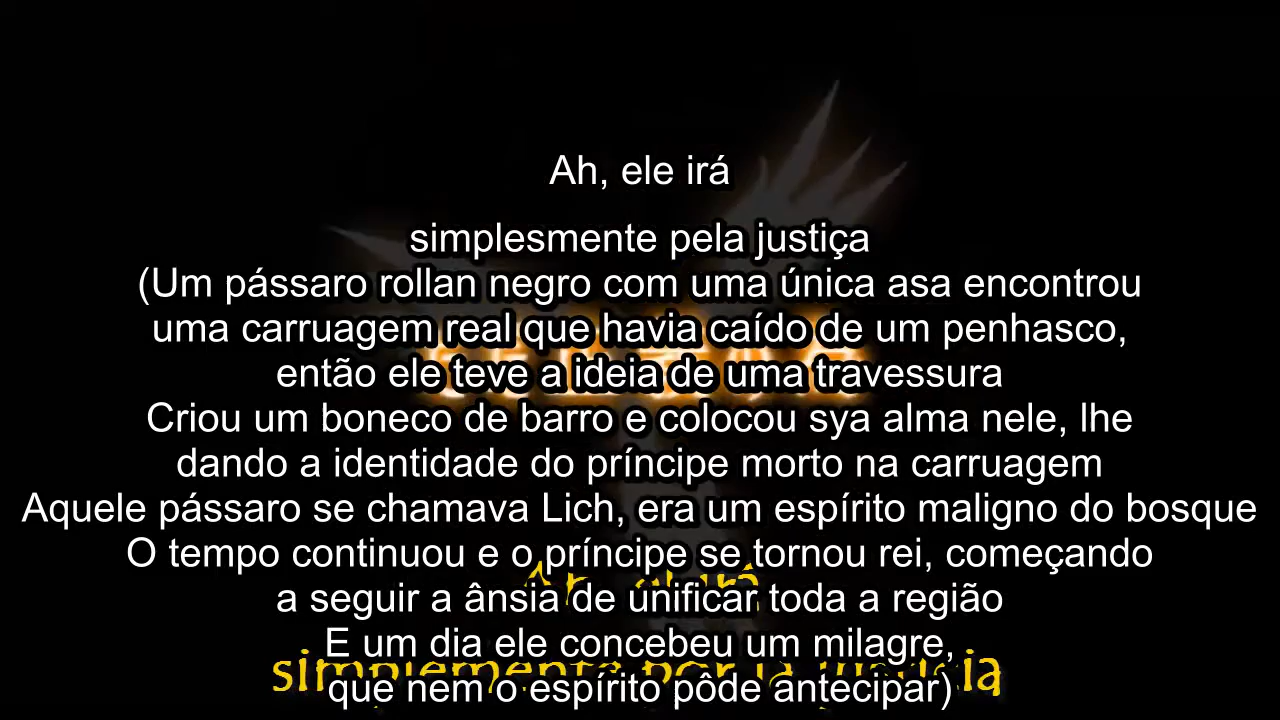 Ah, ele irá
simplesmente pela justiça
(Um pássaro rollan negro com uma única asa encontrou
uma carruagem real que havia caído de um penhasco,
então ele teve a ideia de uma travessura
Criou um boneco de barro e colocou sya alma nele, lhe
dando a identidade do príncipe morto na carruagem
Aquele pássaro se chamava Lich, era um espírito maligno do bosque
O tempo continuou e o príncipe se tornou rei, começando
a seguir a ânsia de unificar toda a região
E um dia ele concebeu um milagre,
simplemente por la justicia
que nem o espírito pôde antecipar)